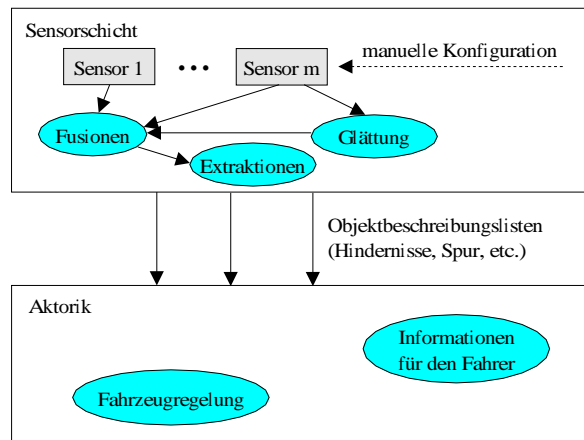 Sensorschicht
manuelle Konfiguration
Sensor 1
•••
Sensor m
Fusionen
Glättung
Extraktionen
Objektbeschreibungslisten
(Hindernisse, Spur, etc.)
Aktorik
Informationen
für den Fahrer
Fahrzeugregelung